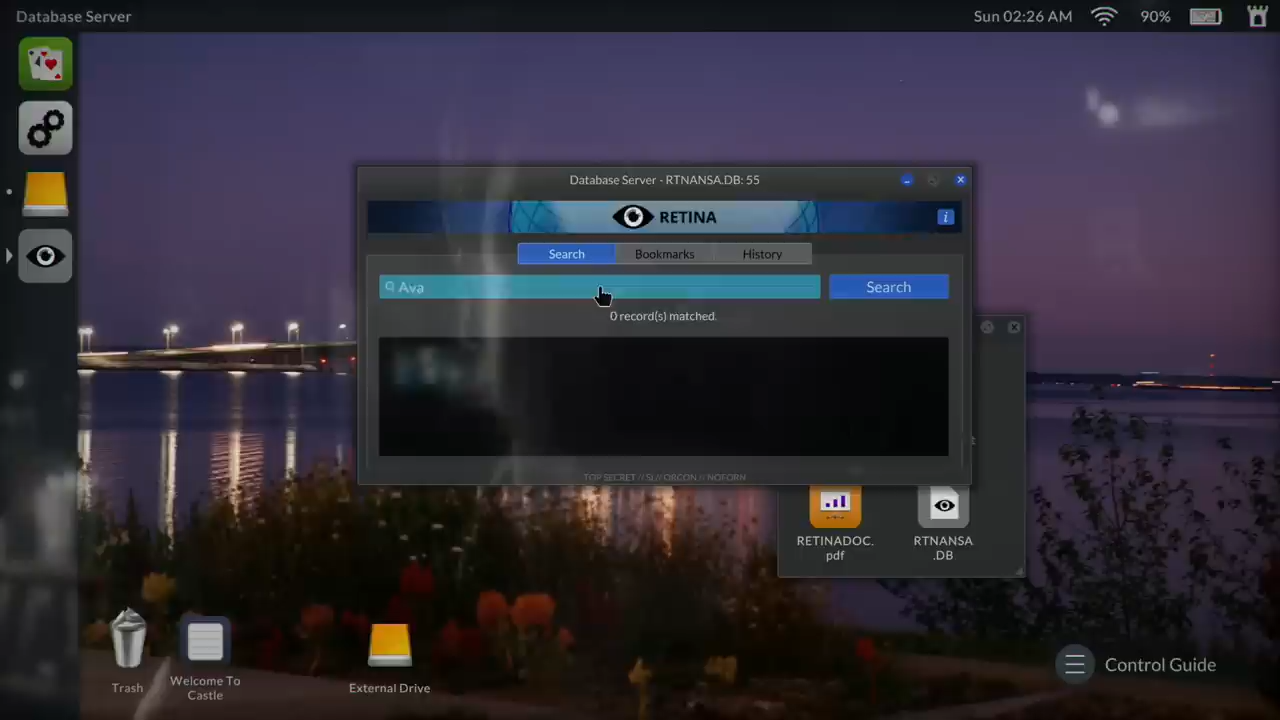 Database Server
Sun 02:26 AM
90%
Database Server - RTNANSA.DB: 55
RETINA
i
Search
Bookmarks
History
Ava
Search
0 record(s) matched.
TOP SECRET // SI // ORCON // NOFORN
RETINADOC.
pdf
RTNANSA
.DB
Trash
Welcome To
Castle
External Drive
Control Guide